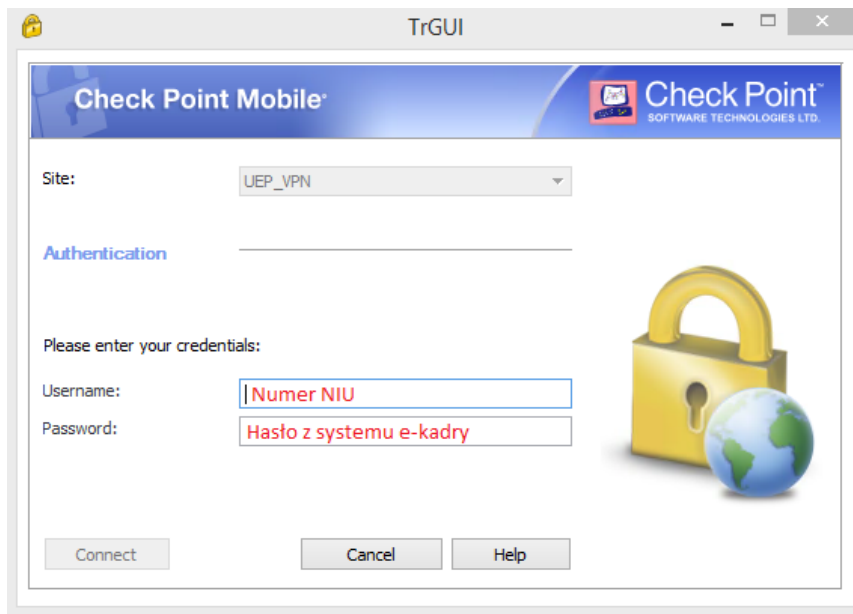 TrGUI
Check Point Mobile®
Check Point™
SOFTWARE TECHNOLOGIES LTD.
Site:
UEP_VPN
Authentication
Please enter your credentials:
Username:
Numer NIU
Password:
Hasło z systemu e-kadry
Connect
Cancel
Help